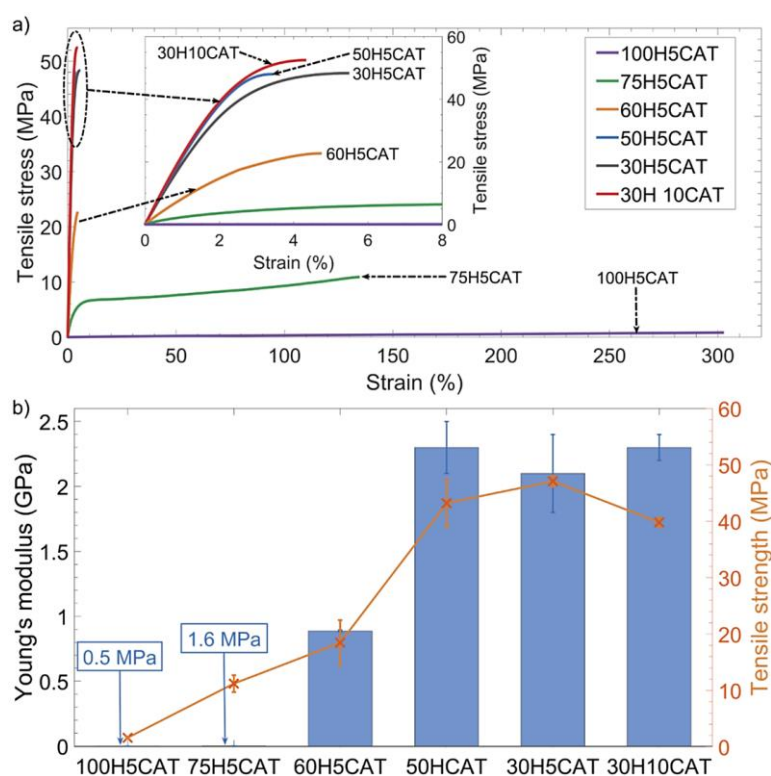 a)
Tensile stress (MPa)
50
40
30
20
10
0
0
50
100
150
200
250
300
Strain (%)
30H10CAT
50H5CAT
30H5CAT
60H5CAT
60
40
20
0
Tensile stress (MPa)
0
2
4
6
8
Strain (%)
100H5CAT
75H5CAT
60H5CAT
50H5CAT
30H5CAT
30H 10CAT
75H5CAT
100H5CAT
b)
Young's modulus (GPa)
2.5
2
1.5
1
0.5
0
0.5 MPa
1.6 MPa
60
50
40
30
20
10
0
Tensile strength (MPa)
100H5CAT 75H5CAT 60H5CAT 50HCAT 30H5CAT 30H10CAT